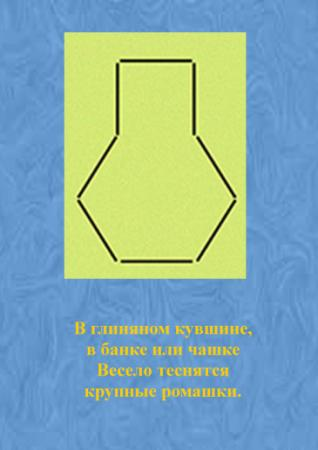 В глиняном кувшине,
в банке или чашке
Весело теснятся
крупные ромашки.